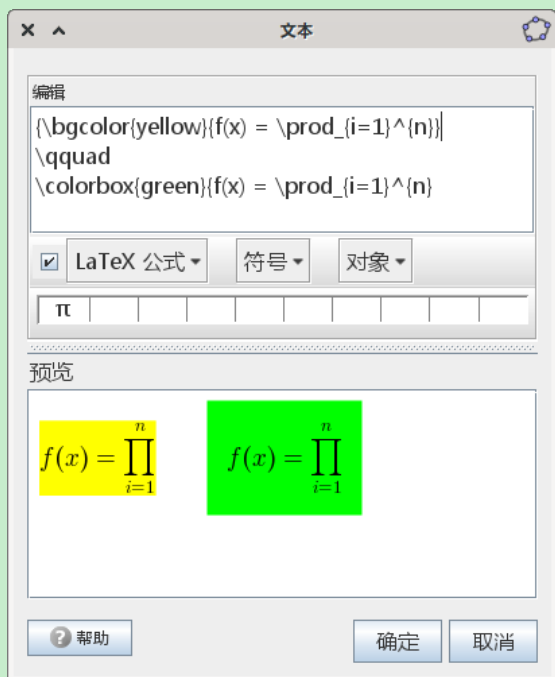 文本
编辑
{\bgcolor{yellow}{f(x) = \prod_{i=1}^{n}}
\qquad
\colorbox{green}{f(x) = \prod_{i=1}^{n}
LaTeX 公式 符号 对象
π
预览
f(x) = ∏_{i=1}^{n} f(x) = ∏_{i=1}^{n}
帮助 确定 取消